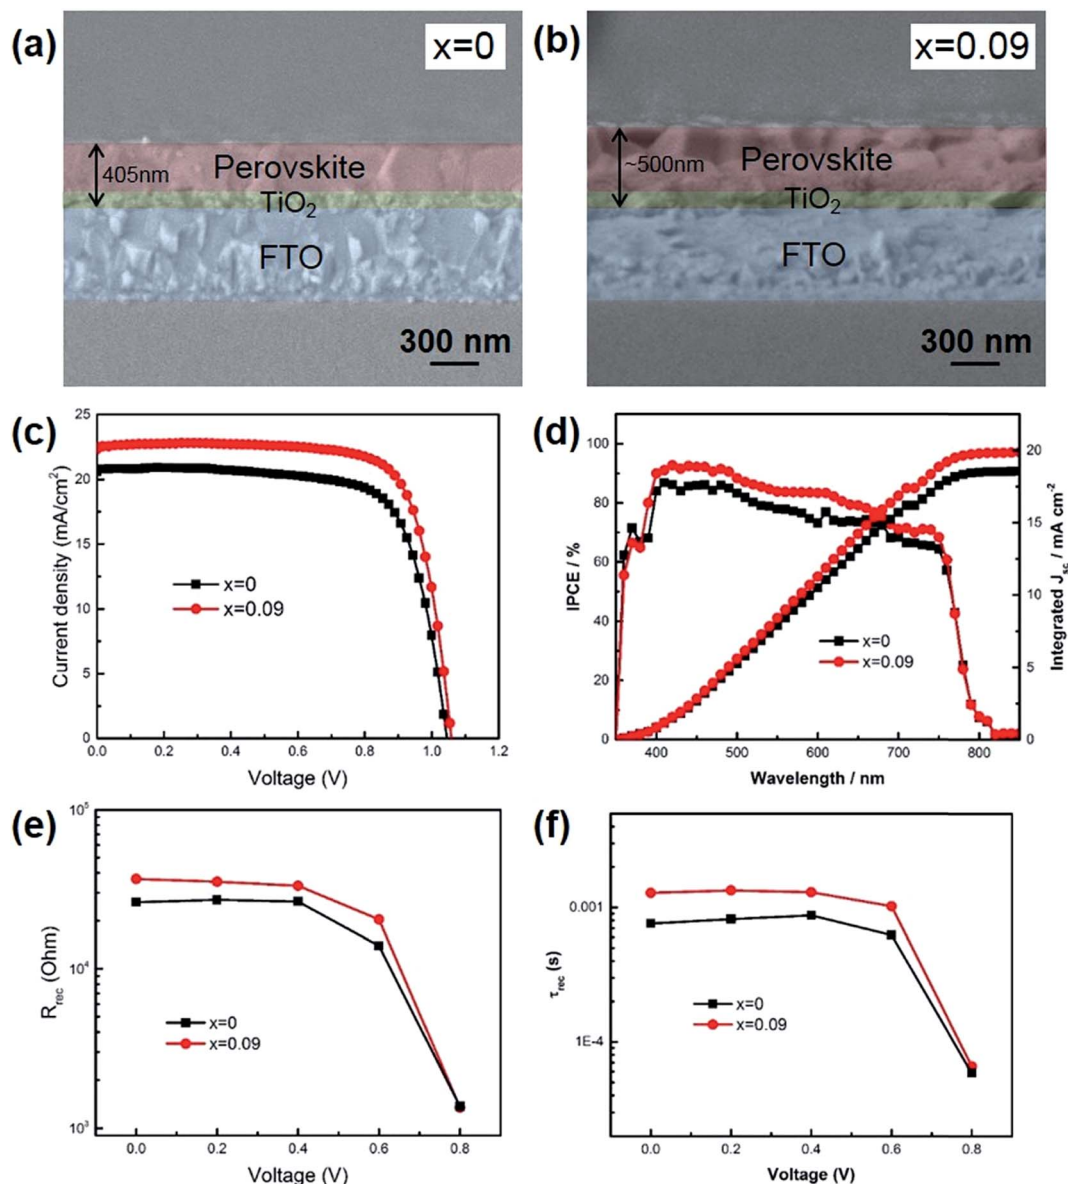 (a)
x=0
405nm
Perovskite
TiO₂
FTO
300 nm
(b)
x=0.09
~500nm
Perovskite
TiO₂
FTO
300 nm
(c)
Current density (mA/cm²)
25
20
15
10
5
0
x=0
x=0.09
0.0 0.2 0.4 0.6 0.8 1.0 1.2
Voltage (V)
(d)
IPCE / %
100
80
60
40
20
0
x=0
x=0.09
20
15
10
5
0
Integrated Jsc / mA cm⁻²
400 500 600 700 800
Wavelength / nm
(e)
Rrec (Ohm)
10⁵
10⁴
10³
x=0
x=0.09
0.0 0.2 0.4 0.6 0.8
Voltage (V)
(f)
τrec (s)
0.001
1E-4
x=0
x=0.09
0.0 0.2 0.4 0.6 0.8
Voltage (V)